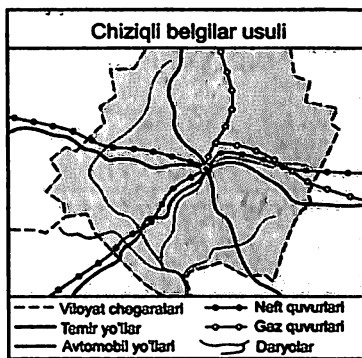 Chiziqli belgilar usuli
Viloyat chegaralari
Neft quvurlari
Temir yo'llar
Gaz quvurlari
Avtomobil yo'llari
Daryolar